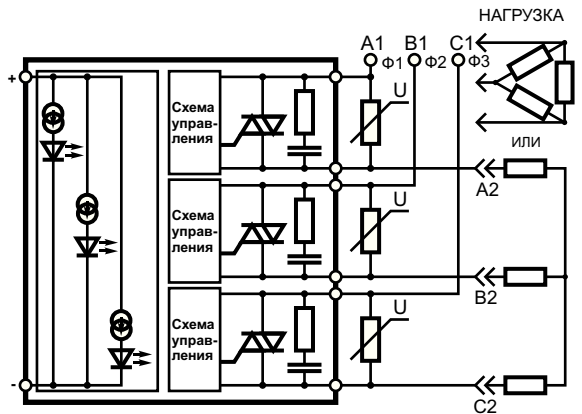 НАГРУЗКА
A1 B1 C1
Ф1 Ф2 Ф3
+
U
Схема
управ-
ления
ИЛИ
A2
U
Схема
управ-
ления
B2
U
Схема
управ-
ления
-
C2